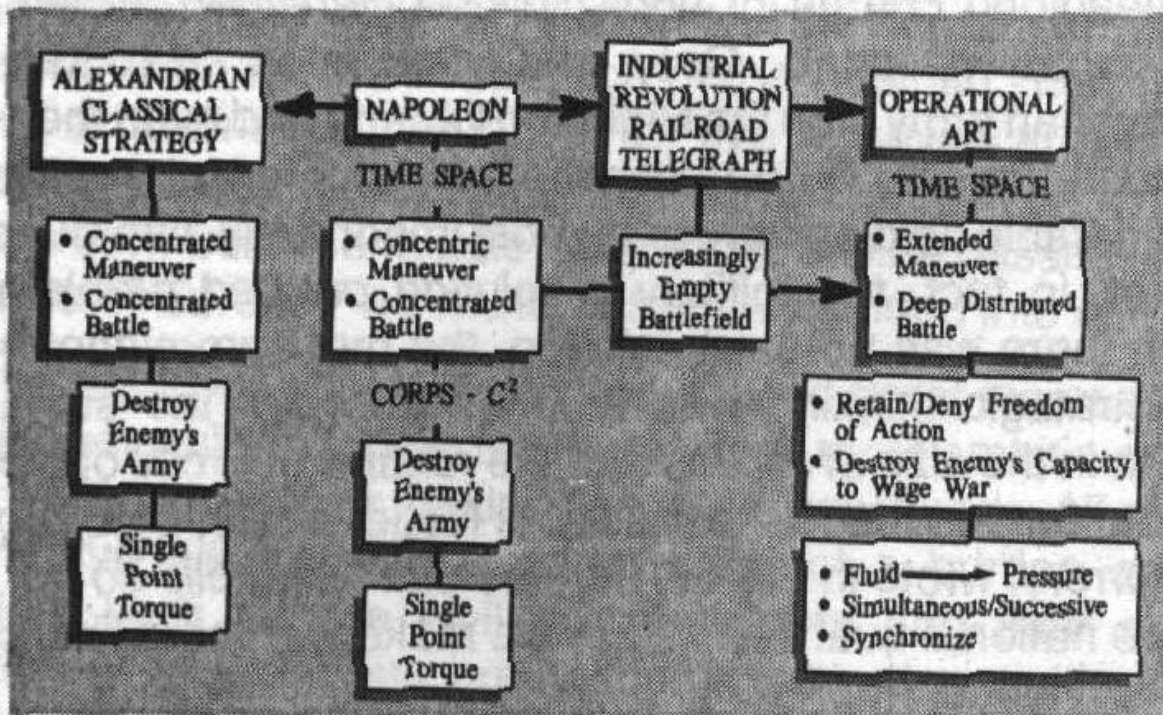 ALEXANDRIAN
CLASSICAL
STRATEGY
NAPOLEON
INDUSTRIAL
REVOLUTION
RAILROAD
TELEGRAPH
OPERATIONAL
ART
TIME SPACE
TIME SPACE
• Concentrated
Maneuver
• Concentrated
Battle
• Concentric
Maneuver
• Concentrated
Battle
Increasingly
Empty
Battlefield
• Extended
Maneuver
• Deep Distributed
Battle
CORPS - C²
Destroy
Enemy's
Army
Destroy
Enemy's
Army
• Retain/Deny Freedom
of Action
• Destroy Enemy's Capacity
to Wage War
Single
Point
Torque
Single
Point
Torque
• Fluid → Pressure
• Simultaneous/Successive
• Synchronize